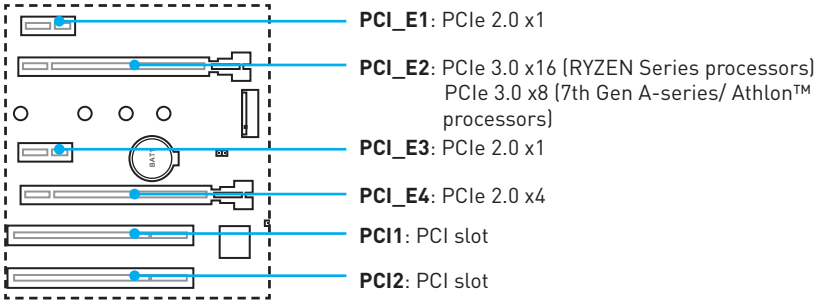 PCI_E1: PCIe 2.0 x1
PCI_E2: PCIe 3.0 x16 (RYZEN Series processors)
PCIe 3.0 x8 (7th Gen A-series/ Athlon™
processors)
BAT1
PCI_E3: PCIe 2.0 x1
PCI_E4: PCIe 2.0 x4
PCI1: PCI slot
PCI2: PCI slot